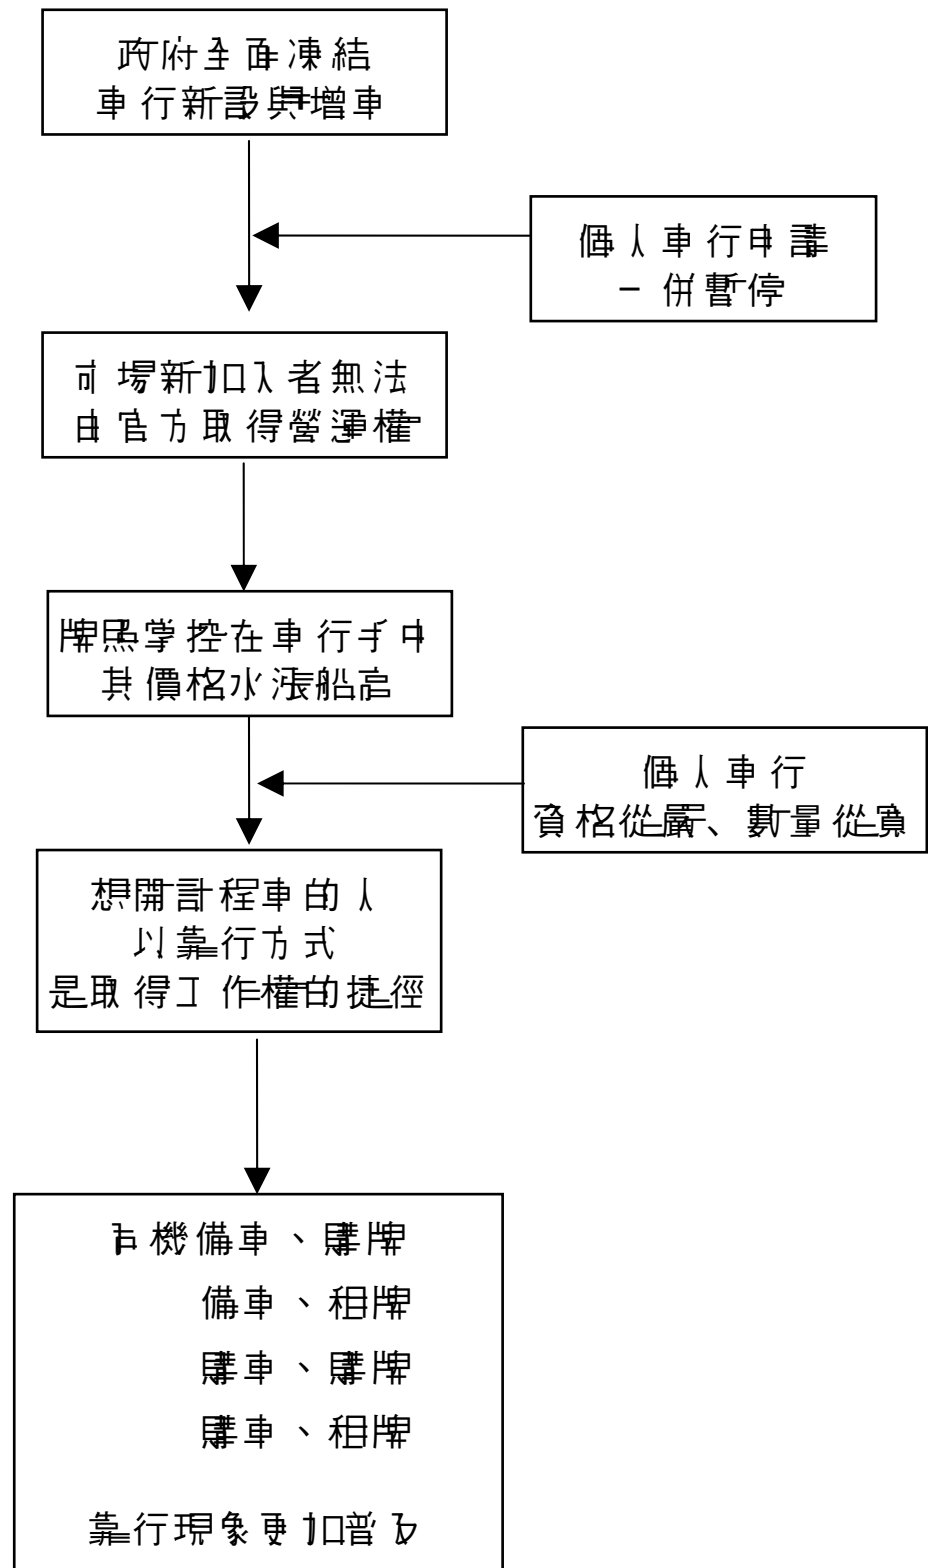 政府全面凍結
車行新設與增車
個人車行申請
一併暫停
市場新加入者無法
由官方取得營運權
牌照掌控在車行手中
其價格水漲船高
個人車行
資格從嚴、數量從寬
想開計程車的人
以靠行方式
是取得工作權的捷徑
司機備車、購牌
備車、租牌
購車、購牌
購車、租牌
靠行現象更加普及